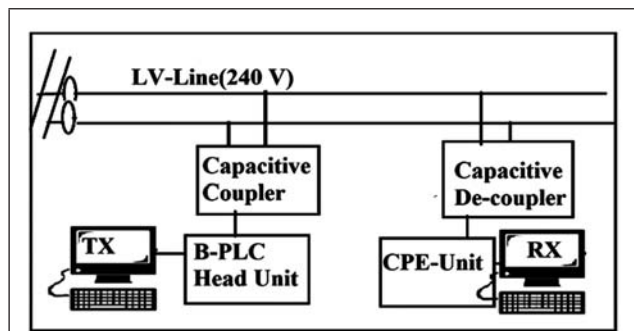 LV-Line(240 V)
Capacitive
Coupler
Capacitive
De-coupler
TX
B-PLC
Head Unit
CPE-Unit
RX